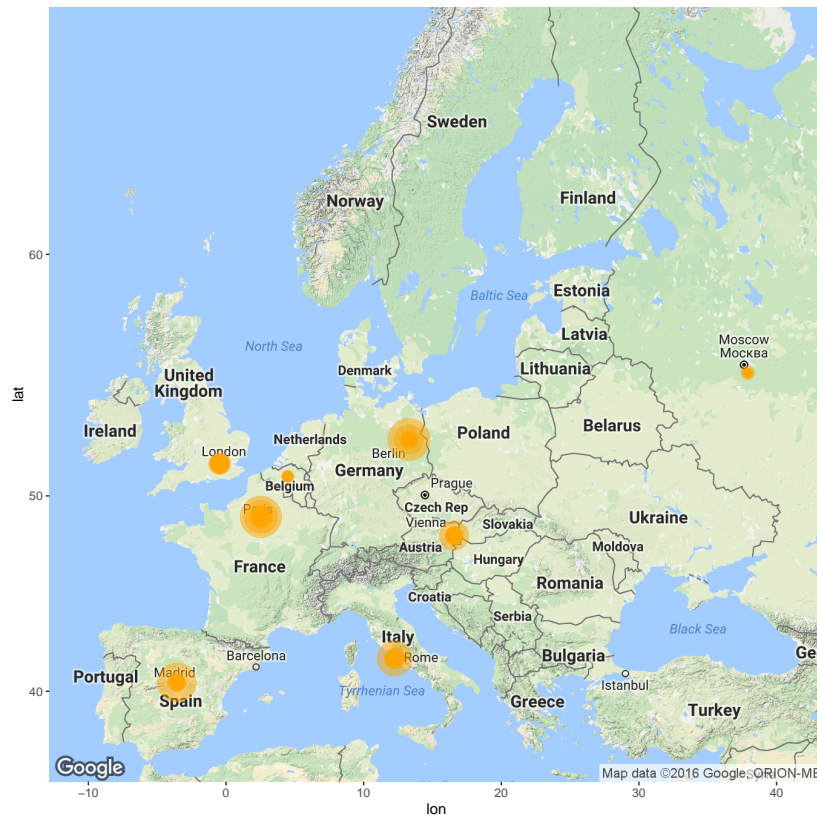 Sweden
Norway
Finland
60
Baltic Sea
Estonia
North Sea
Latvia
Moscow
Москва
Denmark
Lithuania
United
Kingdom
Ireland
Belarus
Netherlands
Poland
London
Berlin
Germany
Belgium
Prague
50
Czech Rep
Paris
Vienna
Slovakia
Ukraine
Austria
Moldova
Hungary
France
Romania
Croatia
Serbia
Black Sea
Italy
Barcelona
Bulgaria
Ge
Rome
Madrid
Portugal
Istanbul
40
Tyrrhenian Sea
Spain
Greece
Turkey
Google
Map data ©2016 Google, ORION-ME
−10
0
10
20
30
40
lon
lat